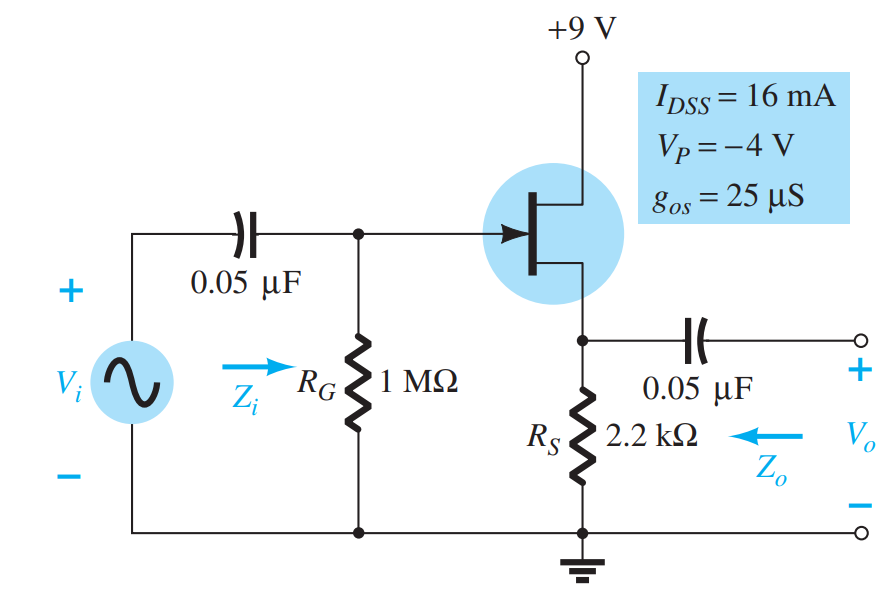 +9 V
I_DSS = 16 mA
V_P = −4 V
g_os = 25 µS
0.05 µF
+
V_i
−
Z_i
R_G
1 MΩ
0.05 µF
R_S
2.2 kΩ
Z_o
+
V_o
−